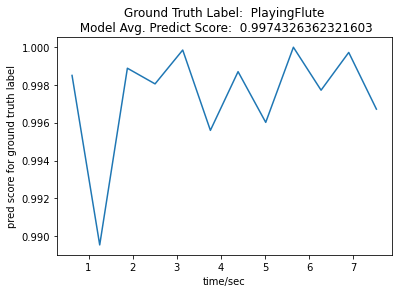 Ground Truth Label:  PlayingFlute
Model Avg. Predict Score:  0.9974326362321603
1.000
0.998
0.996
0.994
0.992
0.990
pred score for ground truth label
1 2 3 4 5 6 7
time/sec